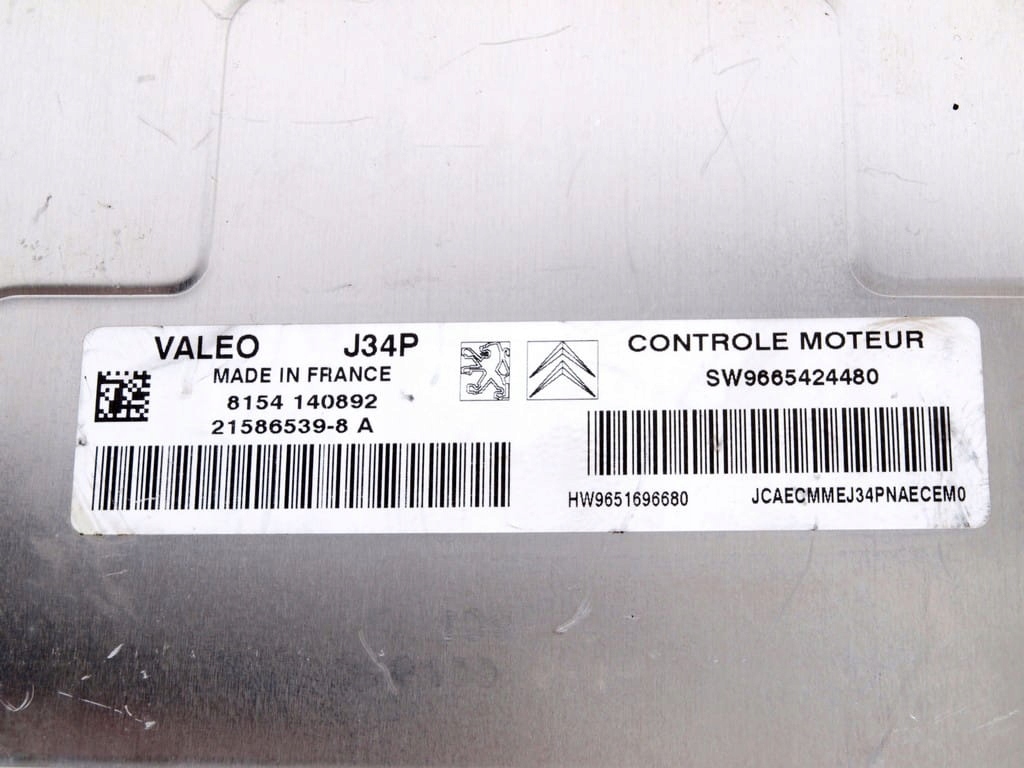 VALEO J34P
MADE IN FRANCE
8154 140892
21586539-8 A
CONTROLE MOTEUR
SW9665424480
HW9651696680 JCAECMMEJ34PNAECEM0